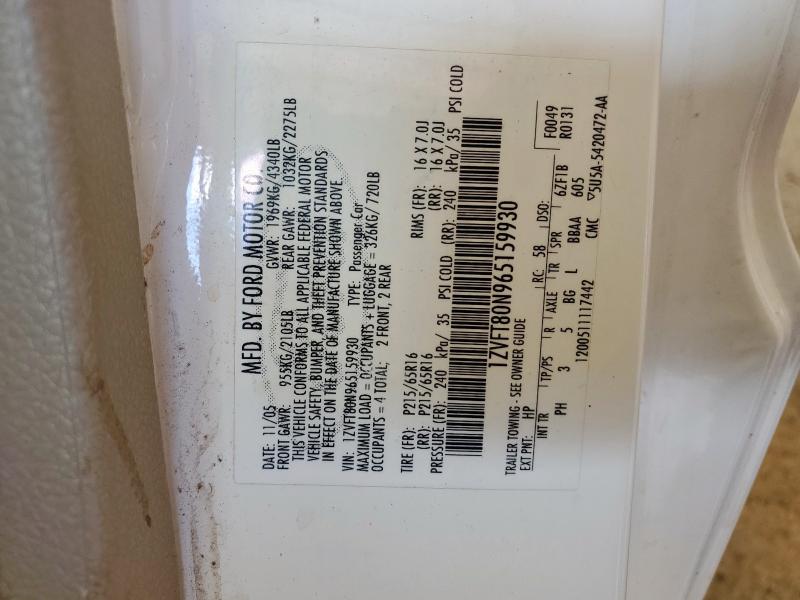 MFD. BY FORD MOTOR CO.
DATE: 11/05 GVWR: 1969KG/4340LB
FRONT GAWR: 955KG/2105LB REAR GAWR: 1032KG/2275LB
THIS VEHICLE CONFORMS TO ALL APPLICABLE FEDERAL MOTOR
VEHICLE SAFETY, BUMPER, AND THEFT PREVENTION STANDARDS
IN EFFECT ON THE DATE OF MANUFACTURE SHOWN ABOVE.
VIN: 1ZVFT80N965159930 TYPE: Passenger Car
MAXIMUM LOAD = OCCUPANTS + LUGGAGE = 326KG/720LB
OCCUPANTS = 4 TOTAL; 2 FRONT, 2 REAR
TIRE (FR): P215/65R16 RIMS (FR): 16 X 7.0J
(RR): P215/65R16 (RR): 16 X 7.0J
PRESSURE (FR): 240 kPa/ 35 PSI COLD (RR): 240 kPa/ 35 PSI COLD
1ZVFT80N965159930
TRAILER TOWING - SEE OWNER GUIDE
EXT PNT: HP RC: 58 DSO: F0049
INT TR TP/PS R AXLE TR SPR 6ZF1B R0131
PH 3 5 BG L BBAA 605
1200511117442 CMC ▽5U5A-5420472-AA